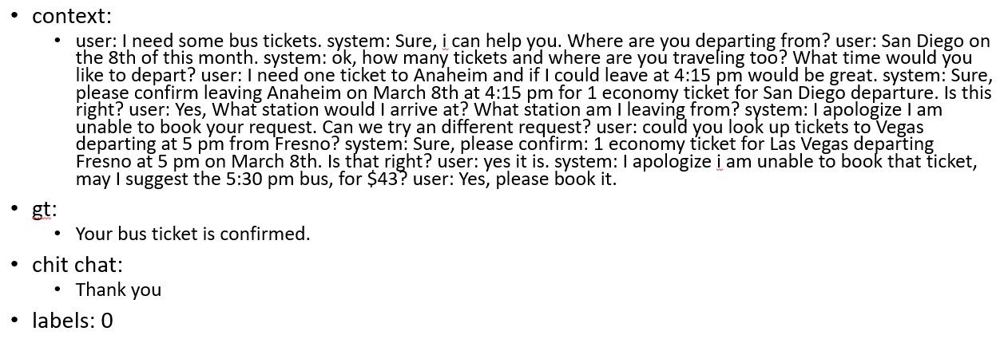 • context:
• user: I need some bus tickets. system: Sure, i can help you. Where are you departing from? user: San Diego on
the 8th of this month. system: ok, how many tickets and where are you traveling too? What time would you
like to depart? user: I need one ticket to Anaheim and if I could leave at 4:15 pm would be great. system: Sure,
please confirm leaving Anaheim on March 8th at 4:15 pm for 1 economy ticket for San Diego departure. Is this
right? user: Yes, What station would I arrive at? What station am I leaving from? system: I apologize I am
unable to book your request. Can we try an different request? user: could you look up tickets to Vegas
departing at 5 pm from Fresno? system: Sure, please confirm: 1 economy ticket for Las Vegas departing
Fresno at 5 pm on March 8th. Is that right? user: yes it is. system: I apologize i am unable to book that ticket,
may I suggest the 5:30 pm bus, for $43? user: Yes, please book it.
• gt:
• Your bus ticket is confirmed.
• chit chat:
• Thank you
• labels: 0